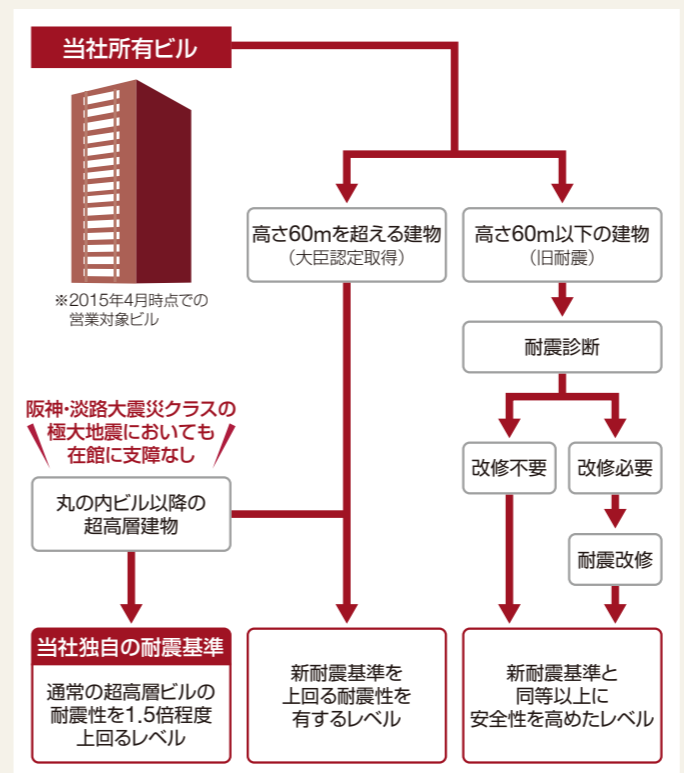 当社所有ビル
※2015年4月時点での
営業対象ビル
高さ60mを超える建物
（大臣認定取得）
高さ60m以下の建物
（旧耐震）
耐震診断
阪神・淡路大震災クラスの
極大地震においても
在館に支障なし
丸の内ビル以降の
超高層建物
改修不要
改修必要
耐震改修
当社独自の耐震基準
通常の超高層ビルの
耐震性を1.5倍程度
上回るレベル
新耐震基準を
上回る耐震性を
有するレベル
新耐震基準と
同等以上に
安全性を高めたレベル